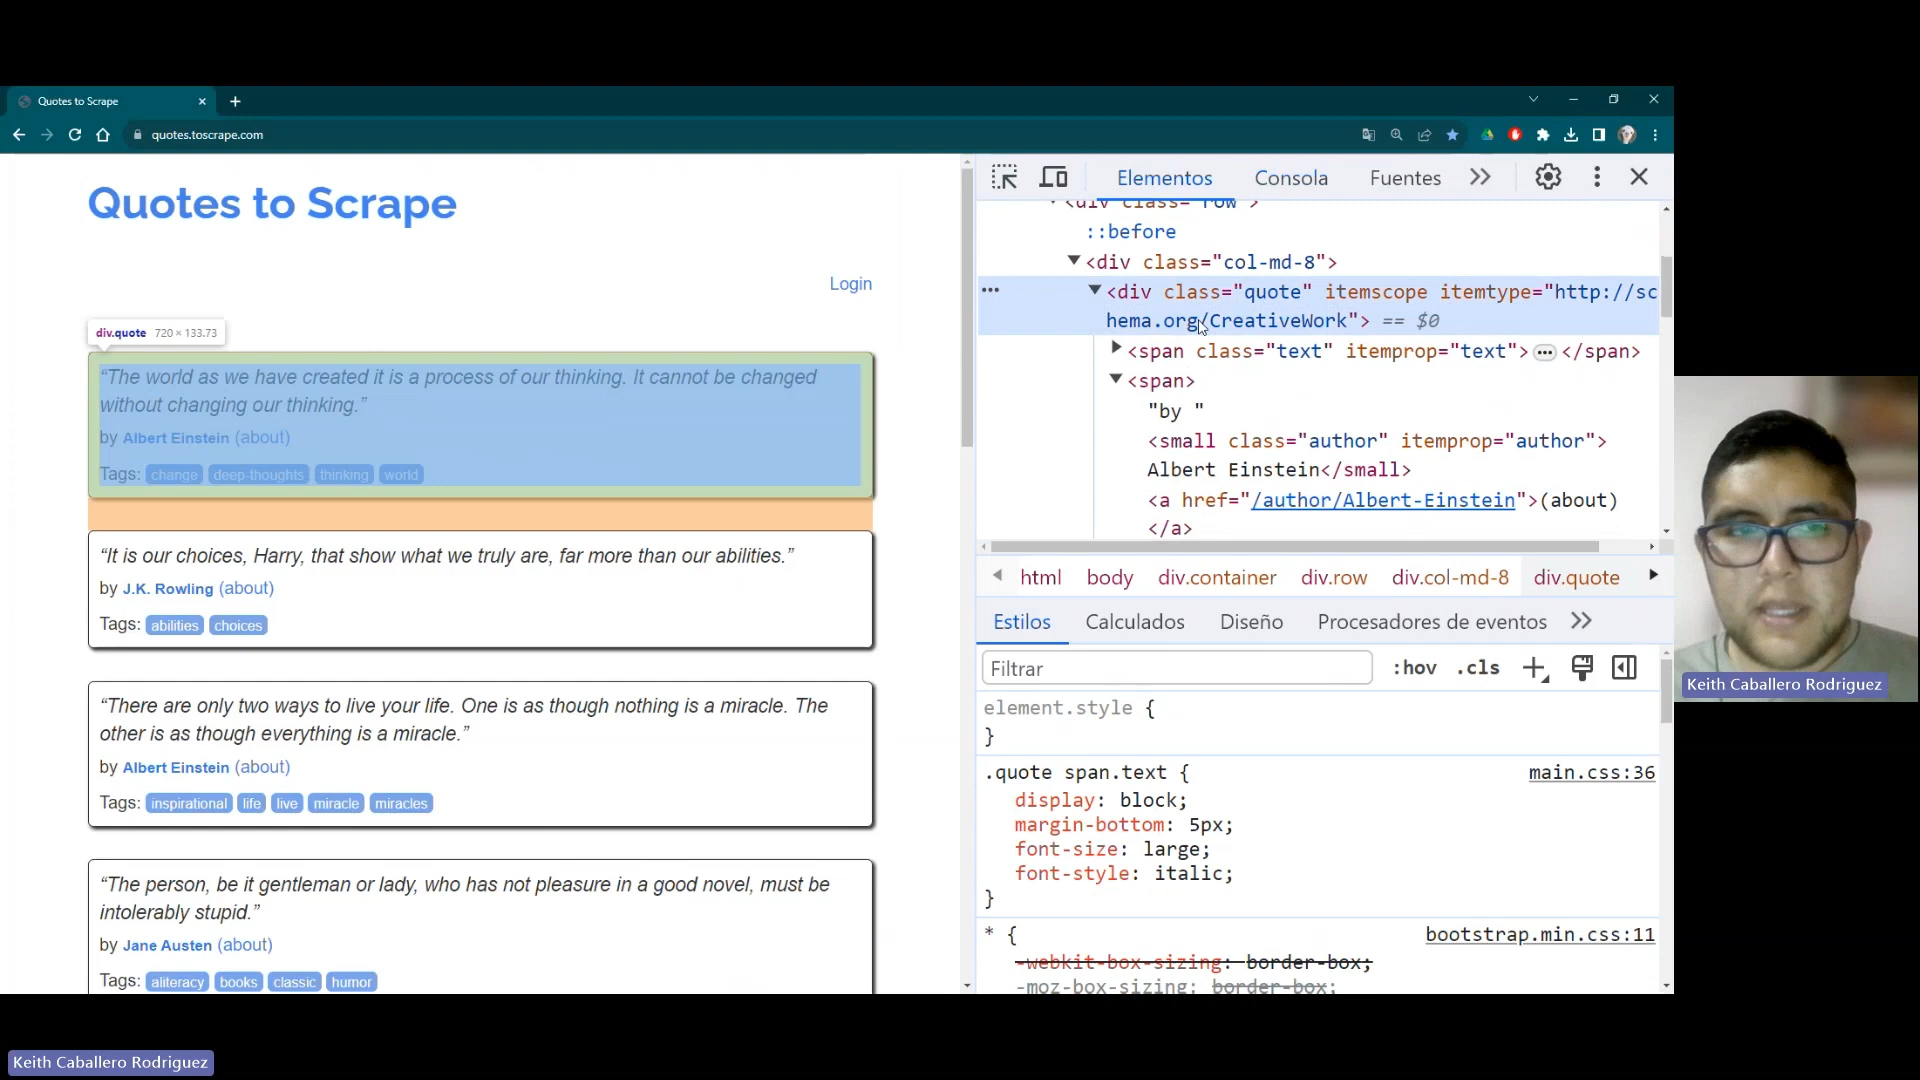 Quotes to Scrape
quotes.toscrape.com
Quotes to Scrape
Login
div.quote 720 × 133.73
“The world as we have created it is a process of our thinking. It cannot be changed
without changing our thinking.”
by Albert Einstein (about)
Tags: change deep-thoughts thinking world
“It is our choices, Harry, that show what we truly are, far more than our abilities.”
by J.K. Rowling (about)
Tags: abilities choices
“There are only two ways to live your life. One is as though nothing is a miracle. The
other is as though everything is a miracle.”
by Albert Einstein (about)
Tags: inspirational life live miracle miracles
“The person, be it gentleman or lady, who has not pleasure in a good novel, must be
intolerably stupid.”
by Jane Austen (about)
Tags: aliteracy books classic humor
Elementos Consola Fuentes
<div class="row">
::before
<div class="col-md-8">
<div class="quote" itemscope itemtype="http://sc
hema.org/CreativeWork"> == $0
<span class="text" itemprop="text"> ••• </span>
<span>
"by "
<small class="author" itemprop="author">
Albert Einstein</small>
<a href="/author/Albert-Einstein">(about)
</a>
html body div.container div.row div.col-md-8 div.quote
Estilos Calculados Diseño Procesadores de eventos
Filtrar :hov .cls
element.style {
}
.quote span.text { main.css:36
display: block;
margin-bottom: 5px;
font-size: large;
font-style: italic;
}
* { bootstrap.min.css:11
-webkit-box-sizing: border-box;
-moz-box-sizing: border-box;
Keith Caballero Rodriguez
Keith Caballero Rodriguez